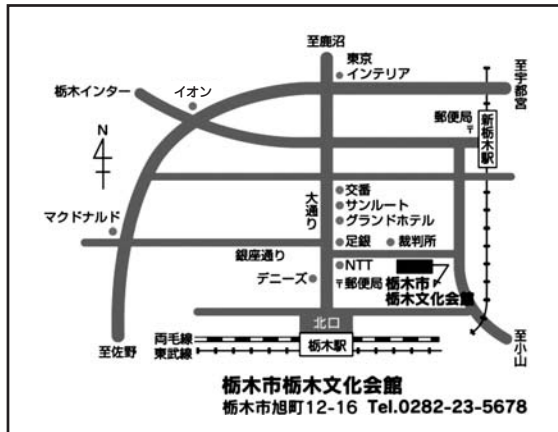 至鹿沼
東京
インテリア
至宇都宮
栃木インター
イオン
郵便局
〒
新栃木駅
N
交番
サンルート
グランドホテル
大通り
マクドナルド
足銀
裁判所
銀座通り
NTT
デニーズ
〒郵便局
栃木市
栃木文化会館
北口
両毛線
東武線
栃木駅
至佐野
至小山
栃木市栃木文化会館
栃木市旭町12-16 Tel.0282-23-5678